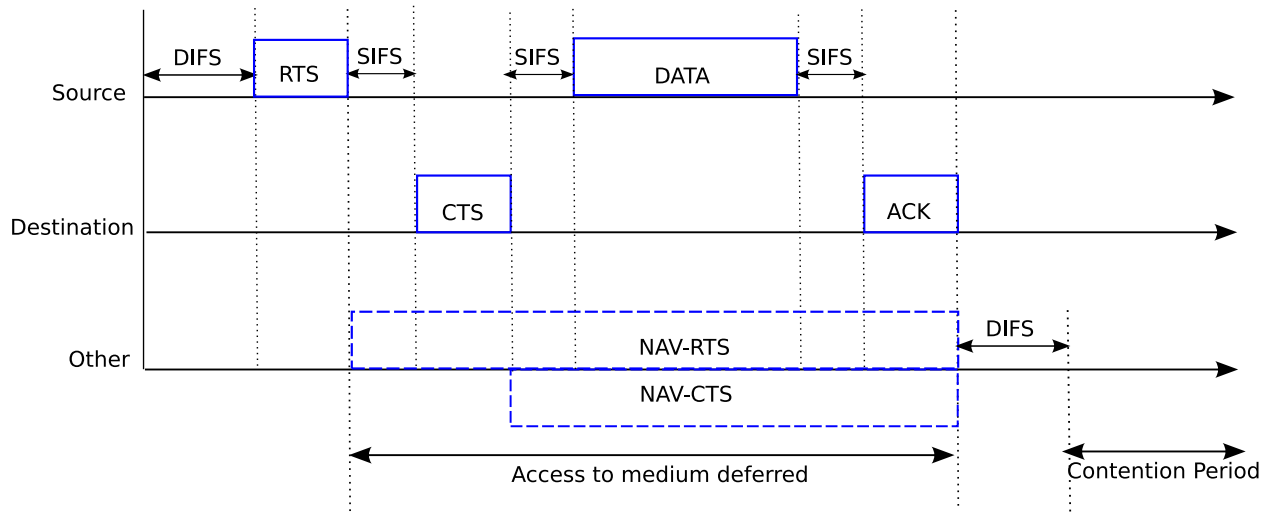 DIFS
RTS
SIFS
SIFS
DATA
SIFS
Source
CTS
ACK
Destination
DIFS
NAV-RTS
Other
NAV-CTS
Access to medium deferred
Contention Period